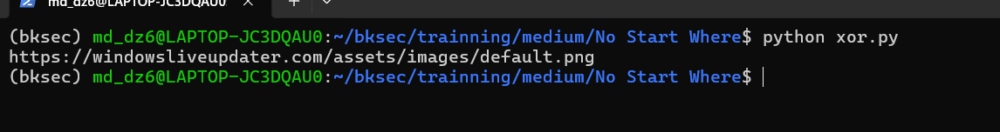 md_dz6@LAPTOP-JC3DQAU0:
(bksec) md_dz6@LAPTOP-JC3DQAU0:~/bksec/trainning/medium/No Start Where$ python xor.py
https://windowsliveupdater.com/assets/images/default.png
(bksec) md_dz6@LAPTOP-JC3DQAU0:~/bksec/trainning/medium/No Start Where$